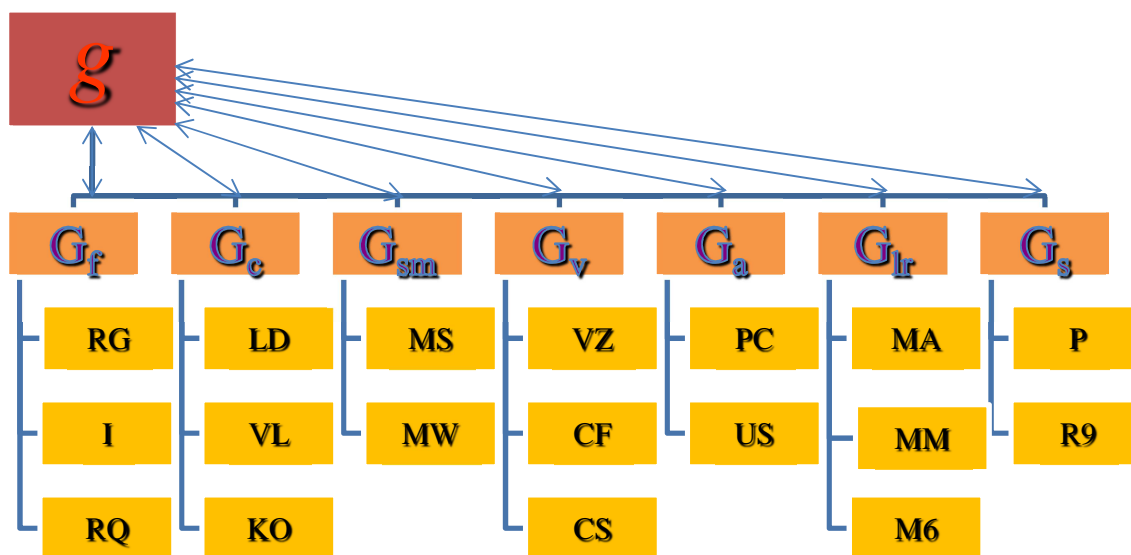 g
Gf Gc Gsm Gv Ga Glr Gs
RG LD MS VZ PC MA P
I VL MW CF US MM R9
RQ KO CS M6